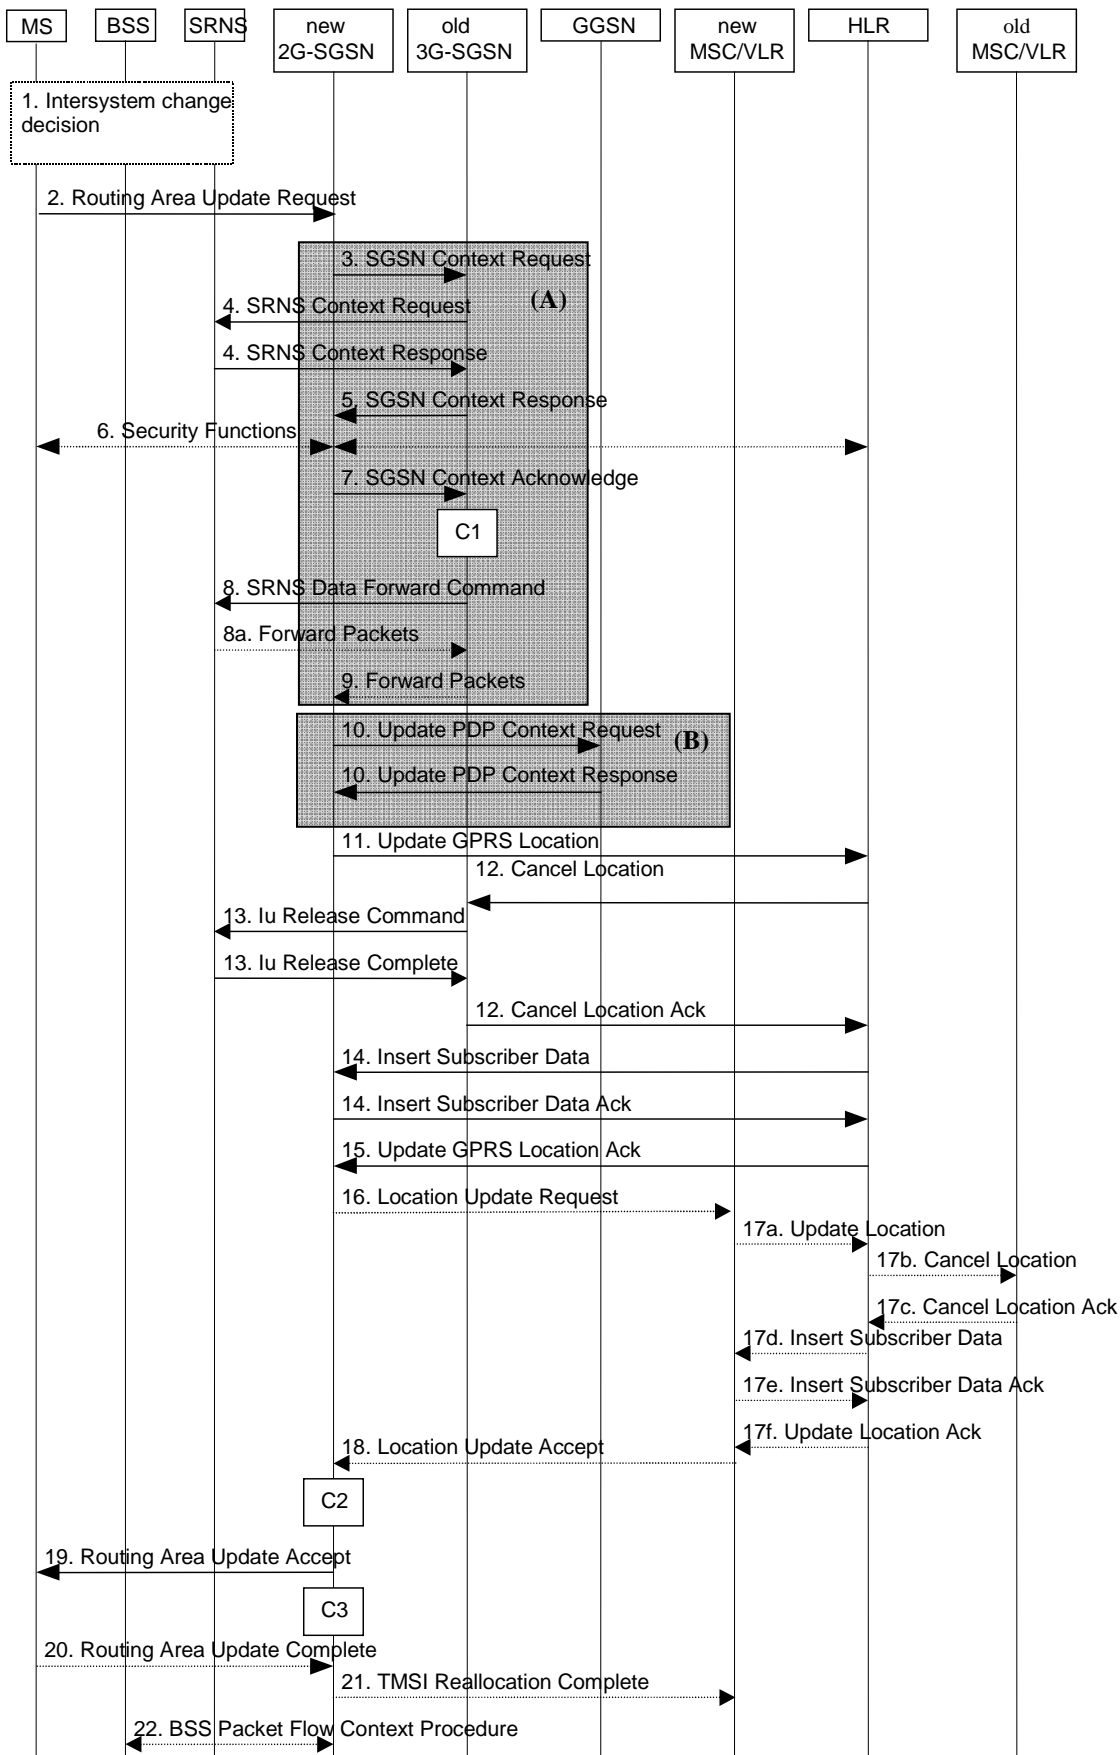 MS
BSS
SRNS
new
2G-SGSN
old
3G-SGSN
GGSN
new
MSC/VLR
HLR
old
MSC/VLR
1. Intersystem change
decision
2. Routing Area Update Request
3. SGSN Context Request
(A)
4. SRNS Context Request
4. SRNS Context Response
5. SGSN Context Response
6. Security Functions
7. SGSN Context Acknowledge
C1
8. SRNS Data Forward Command
8a. Forward Packets
9. Forward Packets
10. Update PDP Context Request
(B)
10. Update PDP Context Response
11. Update GPRS Location
12. Cancel Location
13. Iu Release Command
13. Iu Release Complete
12. Cancel Location Ack
14. Insert Subscriber Data
14. Insert Subscriber Data Ack
15. Update GPRS Location Ack
16. Location Update Request
17a. Update Location
17b. Cancel Location
17c. Cancel Location Ack
17d. Insert Subscriber Data
17e. Insert Subscriber Data Ack
17f. Update Location Ack
18. Location Update Accept
C2
19. Routing Area Update Accept
C3
20. Routing Area Update Complete
21. TMSI Reallocation Complete
22. BSS Packet Flow Context Procedure